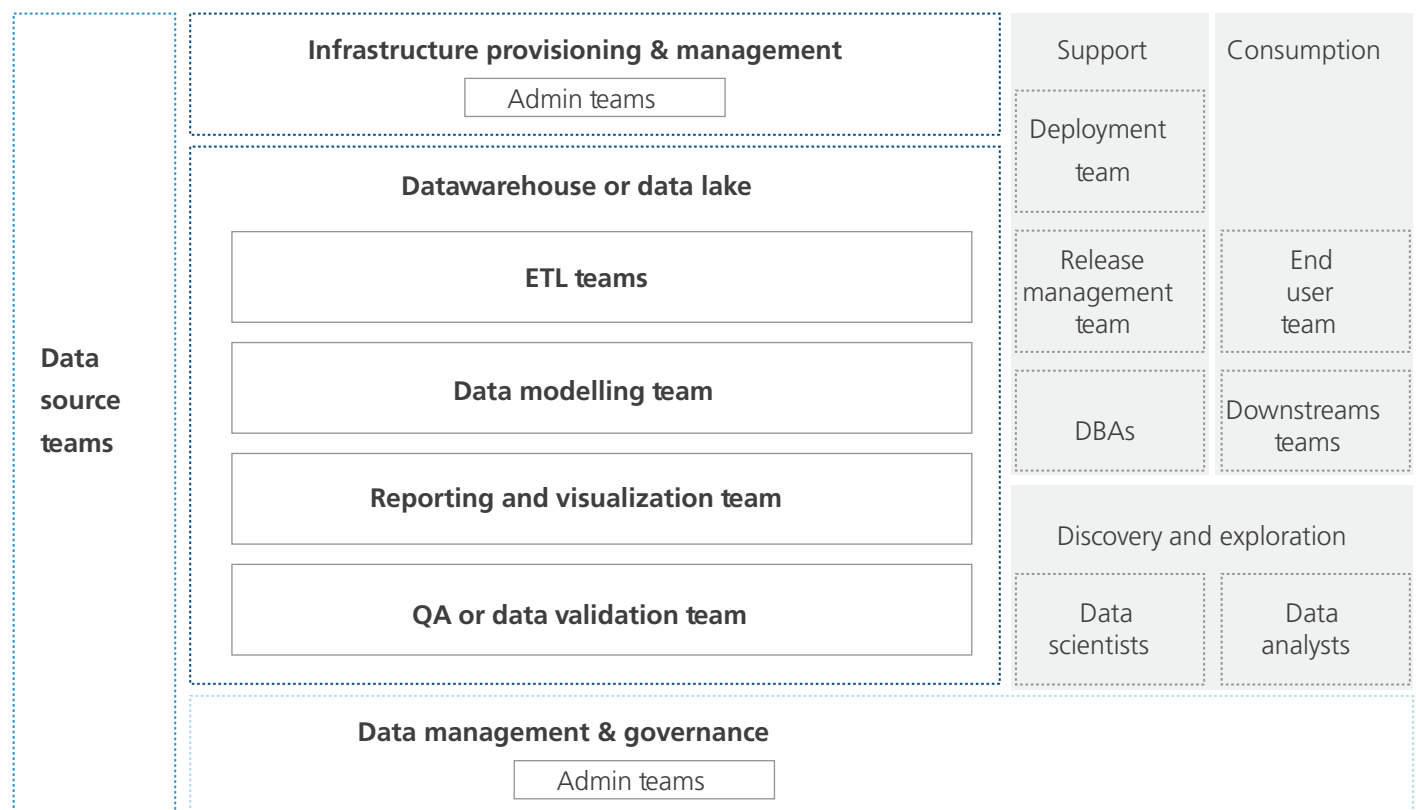 Data
source
teams
Infrastructure provisioning & management
Admin teams
Datawarehouse or data lake
ETL teams
Data modelling team
Reporting and visualization team
QA or data validation team
Support
Deployment
team
Release
management
team
DBAs
Consumption
End
user
team
Downstreams
teams
Discovery and exploration
Data
scientists
Data
analysts
Data management & governance
Admin teams